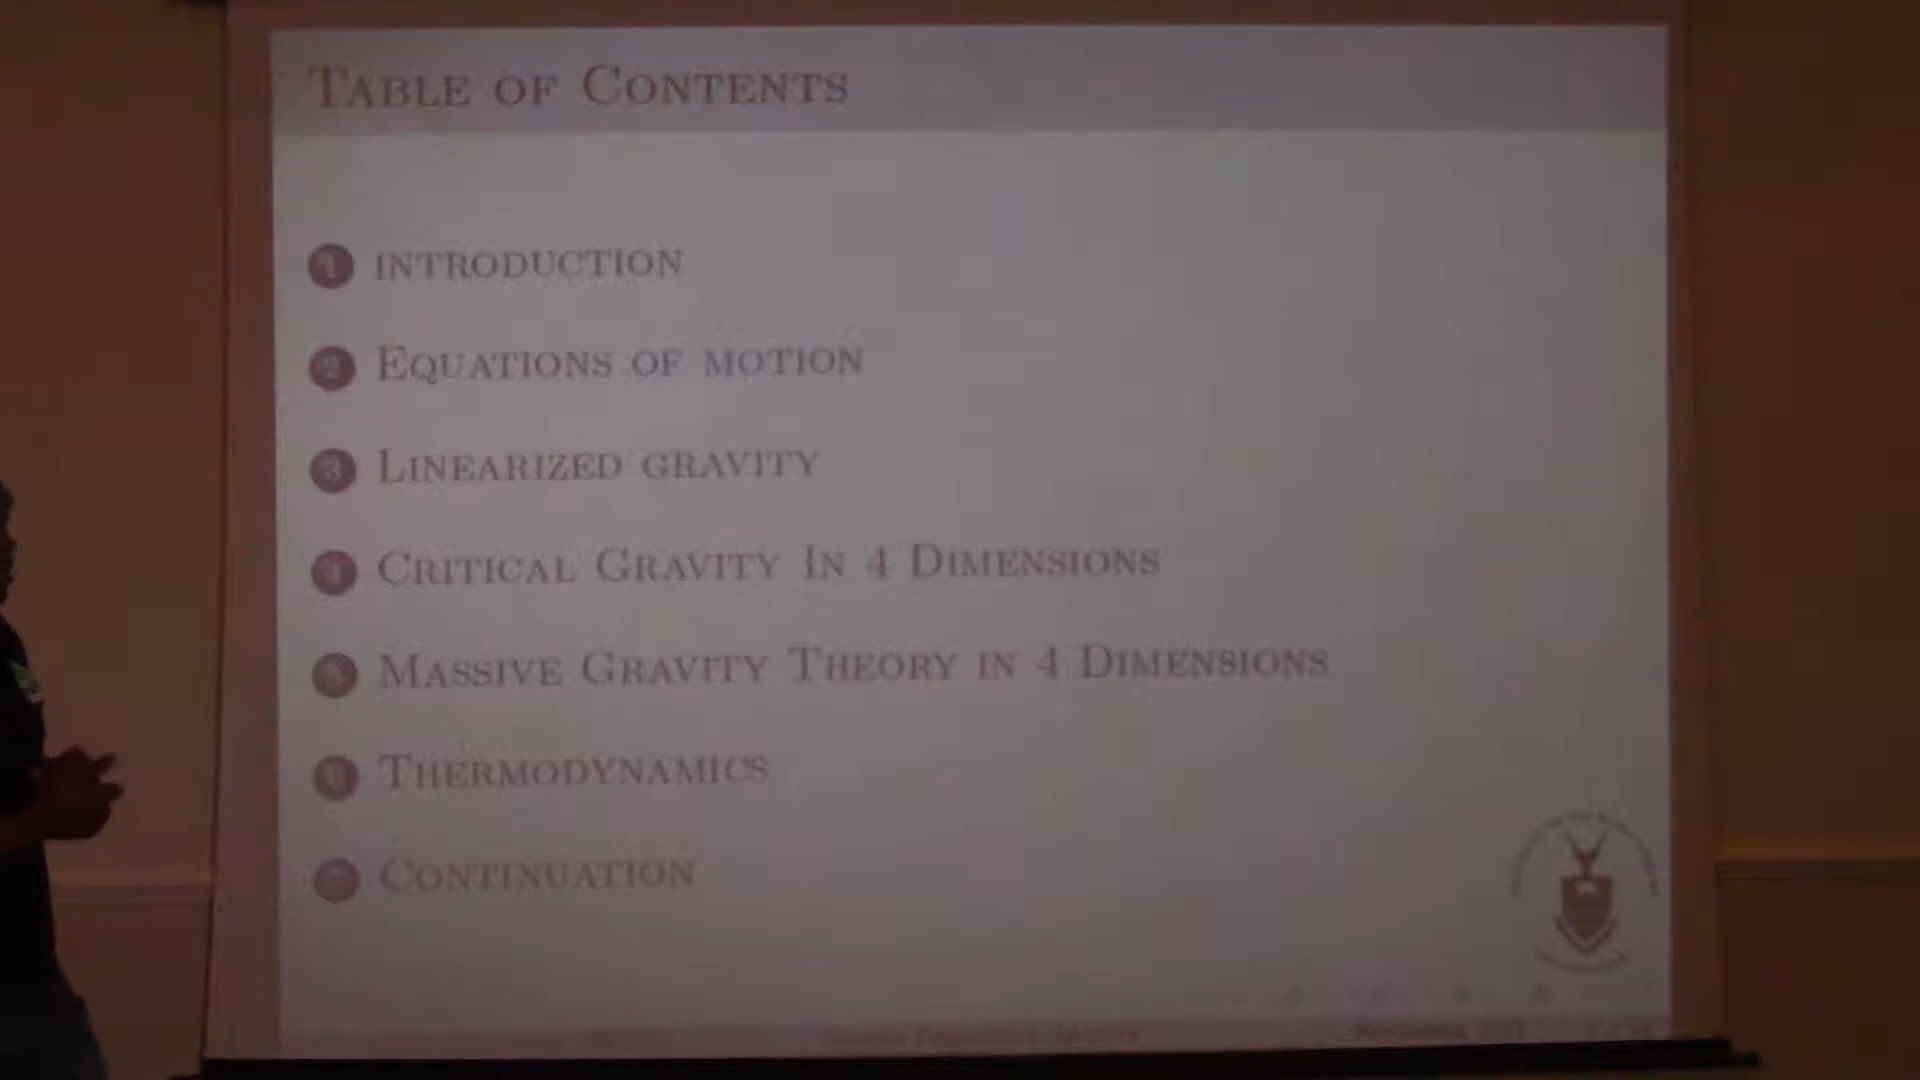 TABLE OF CONTENTS
1 INTRODUCTION
2 EQUATIONS OF MOTION
3 LINEARIZED GRAVITY
4 CRITICAL GRAVITY IN 4 DIMENSIONS
5 MASSIVE GRAVITY THEORY IN 4 DIMENSIONS
6 THERMODYNAMICS
CONTINUATION